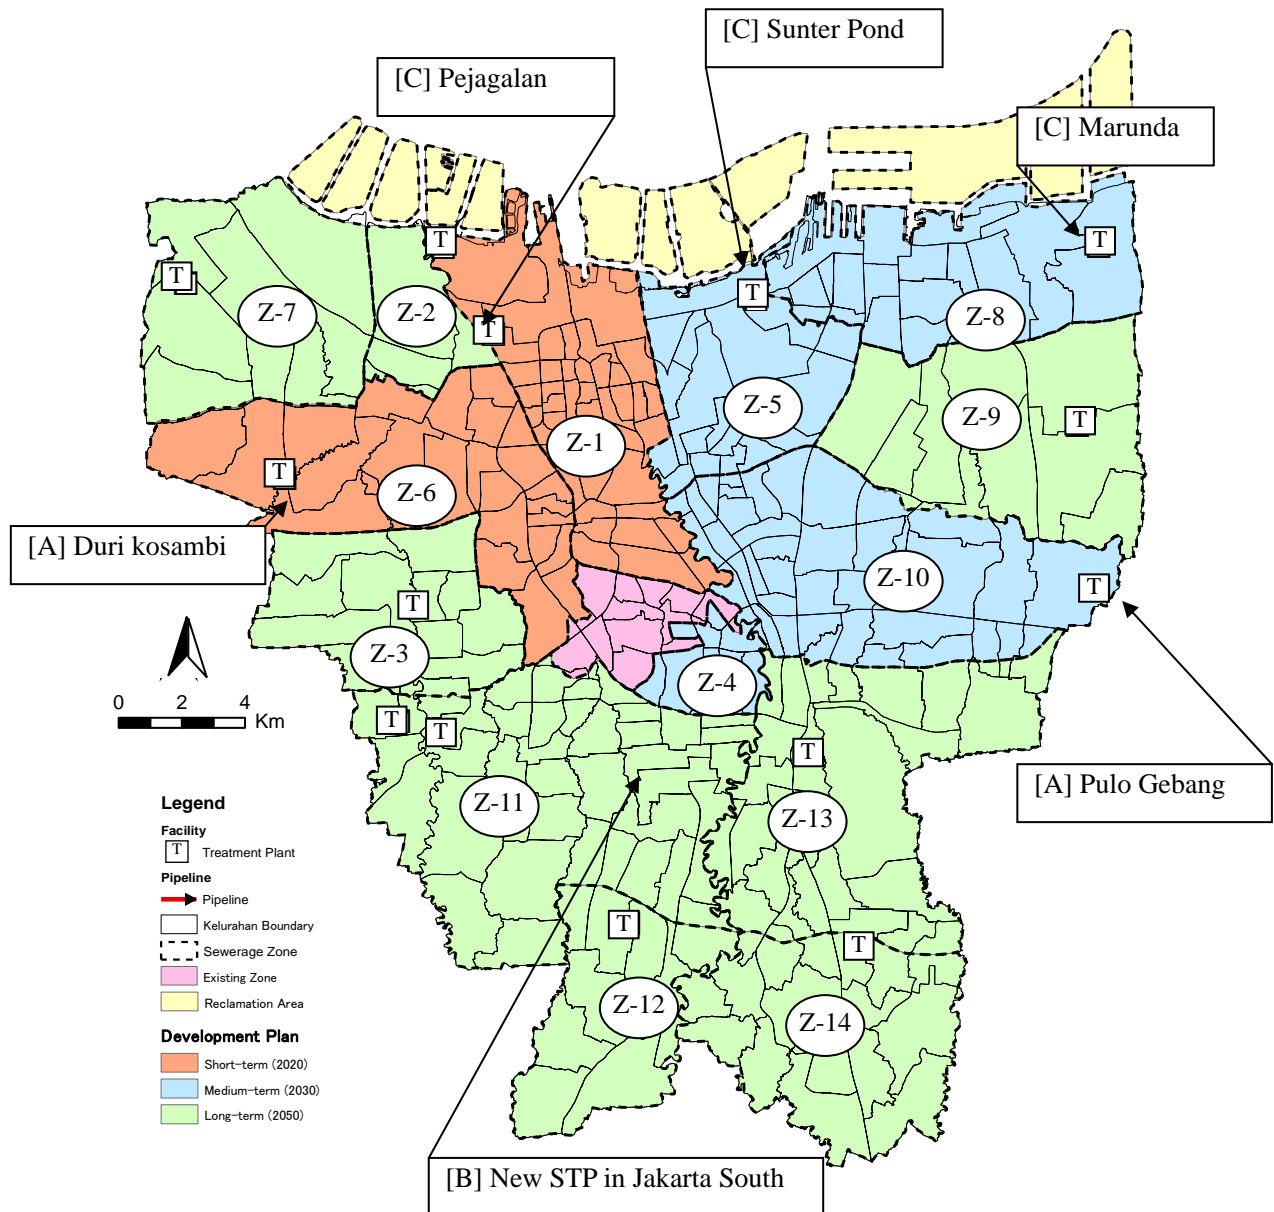 [C] Sunter Pond
[C] Pejagalan
[C] Marunda
T
T
T
T
T
Z-7
Z-2
Z-8
Z-5
Z-9
T
Z-1
T
Z-6
[A] Duri kosambi
Z-10
T
T
Z-3
Z-4
0 2 4
Km
T
T
T
[A] Pulo Gebang
Z-11
Z-13
Legend
Facility
T Treatment Plant
Pipeline
Pipeline
Kelurahan Boundary
Sewerage Zone
Existing Zone
Reclamation Area
T
T
Z-12
Z-14
Development Plan
Short-term (2020)
Medium-term (2030)
Long-term (2050)
[B] New STP in Jakarta South